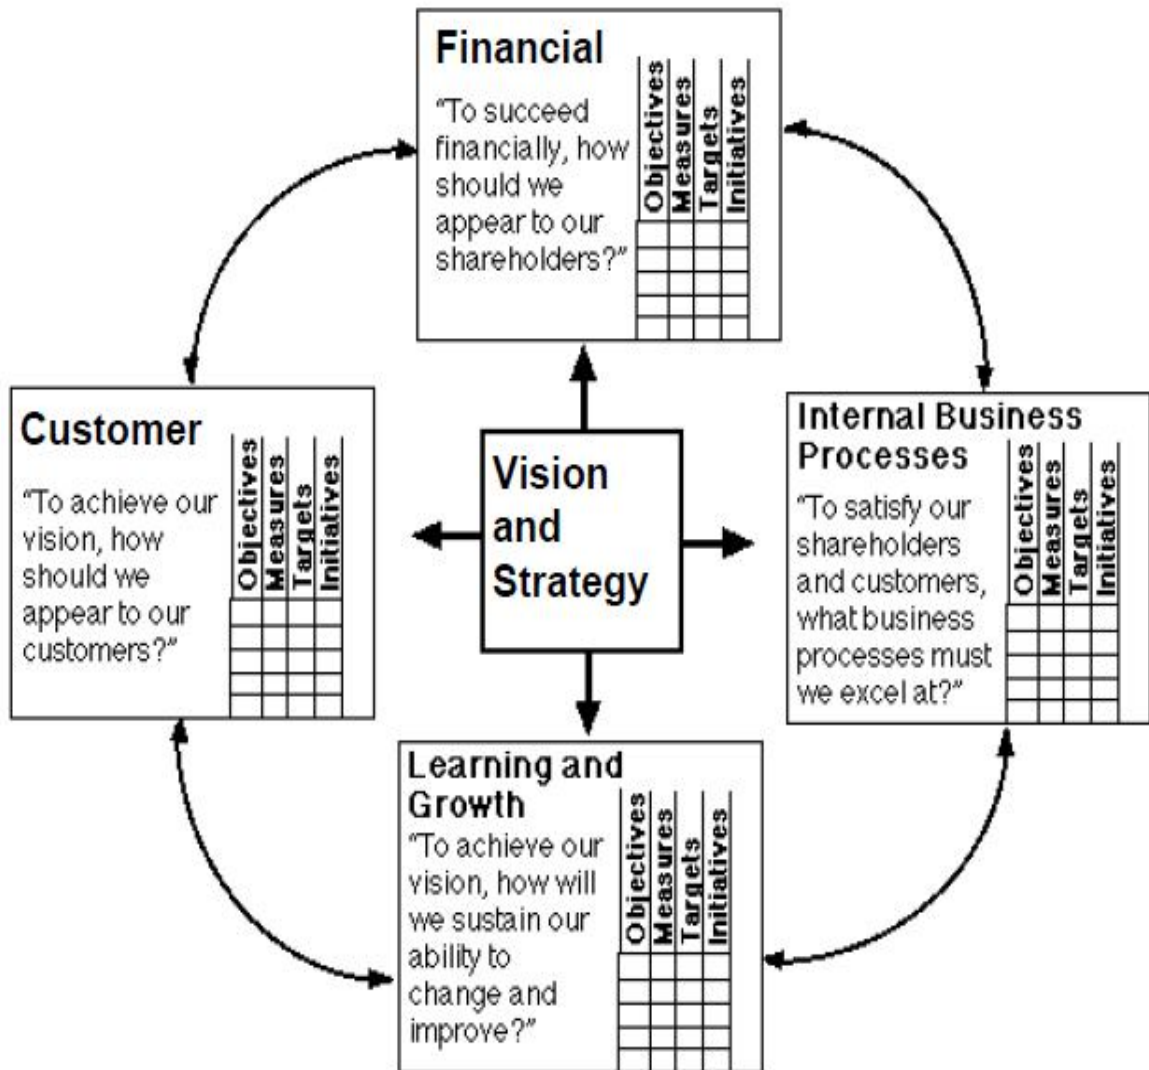 Financial
“To succeed
financially, how
should we
appear to our
shareholders?”
Objectives
Measures
Targets
Initiatives
Customer
“To achieve our
vision, how
should we
appear to our
customers?”
Objectives
Measures
Targets
Initiatives
Vision
and
Strategy
Internal Business
Processes
“To satisfy our
shareholders
and customers,
what business
processes must
we excel at?”
Objectives
Measures
Targets
Initiatives
Learning and
Growth
“To achieve our
vision, how will
we sustain our
ability to
change and
improve?”
Objectives
Measures
Targets
Initiatives